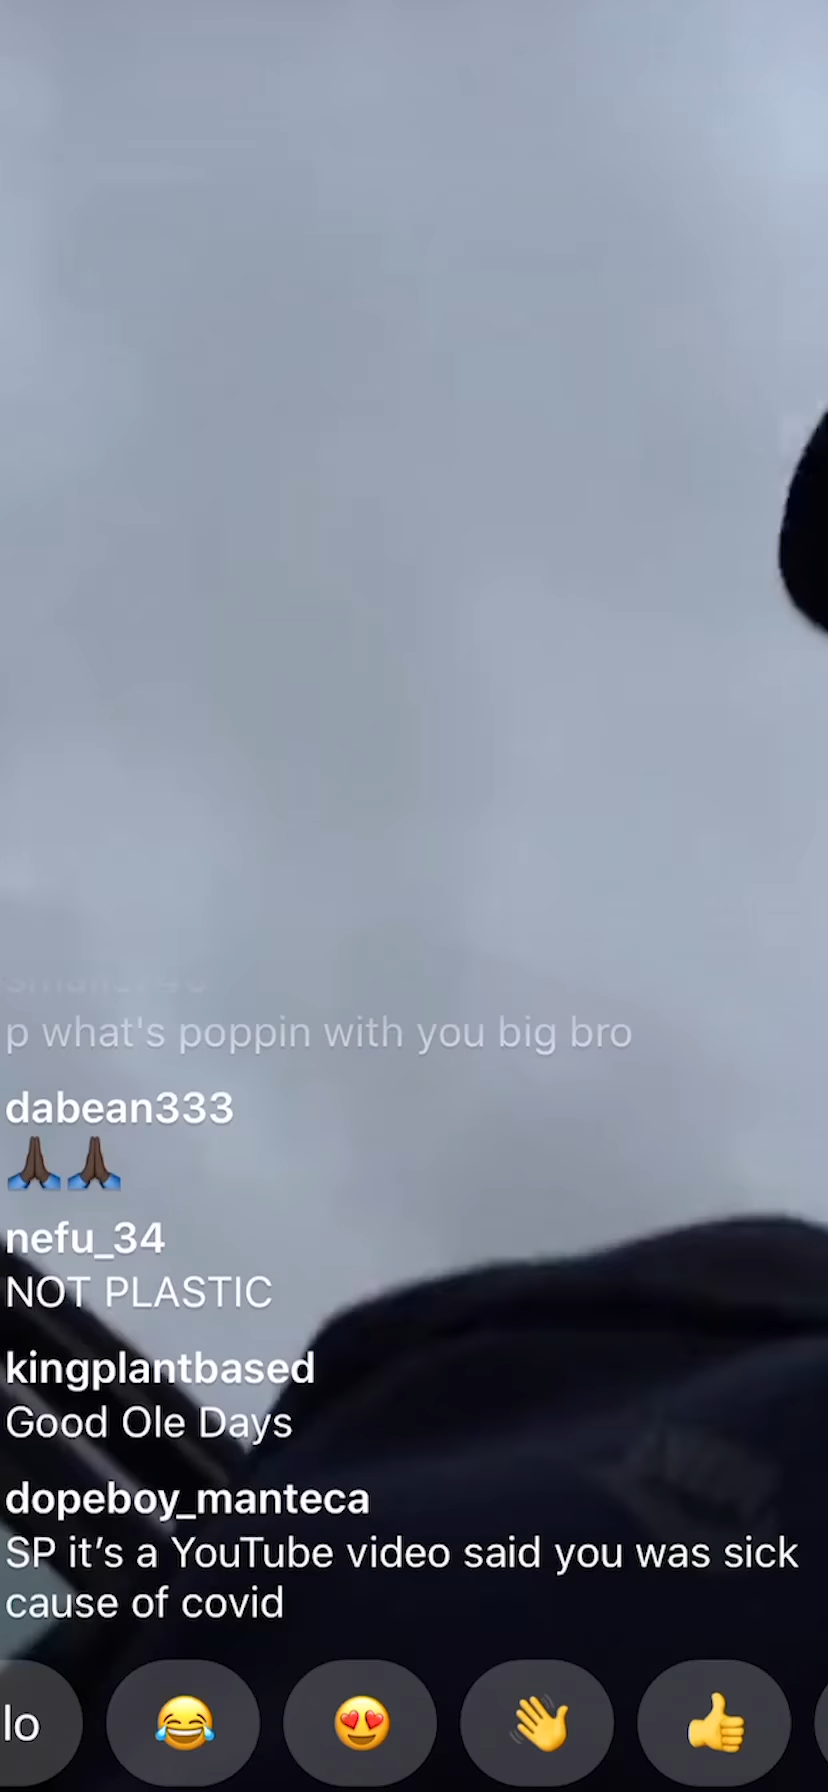 p what's poppin with you big bro
dabean333
🙏🏿🙏🏿
nefu_34
NOT PLASTIC
kingplantbased
Good Ole Days
dopeboy_manteca
SP it’s a YouTube video said you was sick
cause of covid
lo 😂 😍 👋 👍